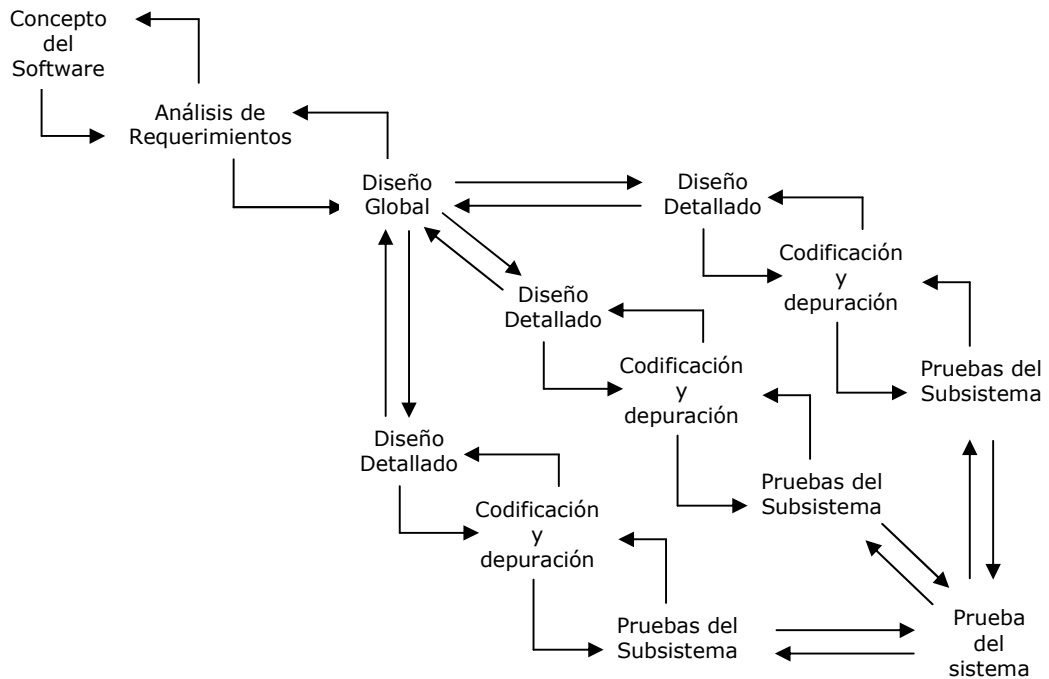 Concepto
del
Software
Análisis de
Requerimientos
Diseño
Global
Diseño
Detallado
Codificación
y
depuración
Pruebas del
Subsistema
Diseño
Detallado
Codificación
y
depuración
Pruebas del
Subsistema
Diseño
Detallado
Codificación
y
depuración
Pruebas del
Subsistema
Prueba
del
sistema